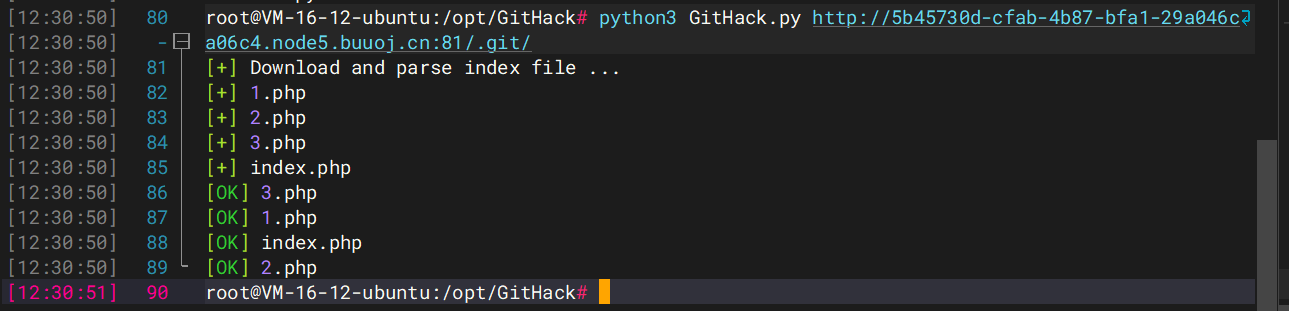 [12:30:50] 80 root@VM-16-12-ubuntu:/opt/GitHack# python3 GitHack.py http://5b45730d-cfab-4b87-bfa1-29a046c
[12:30:50] - a06c4.node5.buuoj.cn:81/.git/
[12:30:50] 81 [+] Download and parse index file ...
[12:30:50] 82 [+] 1.php
[12:30:50] 83 [+] 2.php
[12:30:50] 84 [+] 3.php
[12:30:50] 85 [+] index.php
[12:30:50] 86 [OK] 3.php
[12:30:50] 87 [OK] 1.php
[12:30:50] 88 [OK] index.php
[12:30:50] 89 [OK] 2.php
[12:30:51] 90 root@VM-16-12-ubuntu:/opt/GitHack#